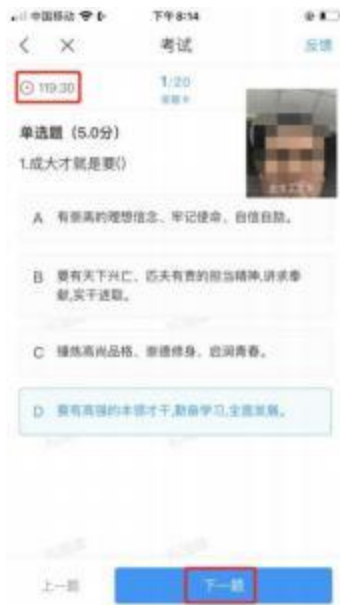 中国移动
下午8:14
考试
反馈
119:30
1/20
答题卡
单选题（5.0分）
1.成大才就是要()
A 有崇高的理想信念、牢记使命、自信自励。
B 要有天下兴亡、匹夫有责的担当精神,讲求奉
献,实干进取。
C 锤炼高尚品格、崇德修身、启润青春。
D 要有高强的本领才干,勤奋学习,全面发展。
上一题
下一题